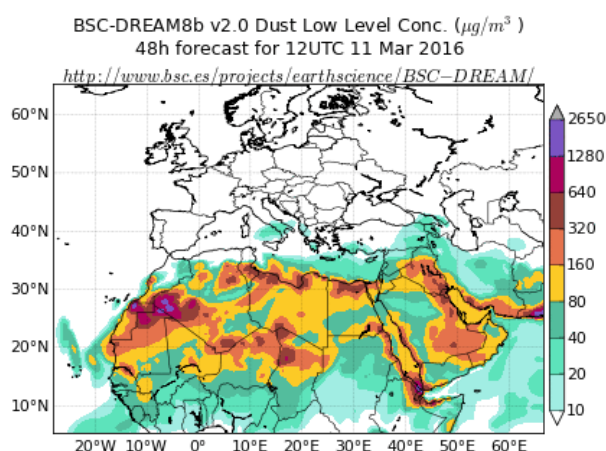 BSC-DREAM8b v2.0 Dust Low Level Conc. (μg/m³ )
48h forecast for 12UTC 11 Mar 2016
http://www.bsc.es/projects/earthscience/BSC−DREAM/
60°N
50°N
40°N
30°N
20°N
10°N
20°W 10°W 0° 10°E 20°E 30°E 40°E 50°E 60°E
2650
1280
640
320
160
80
40
20
10